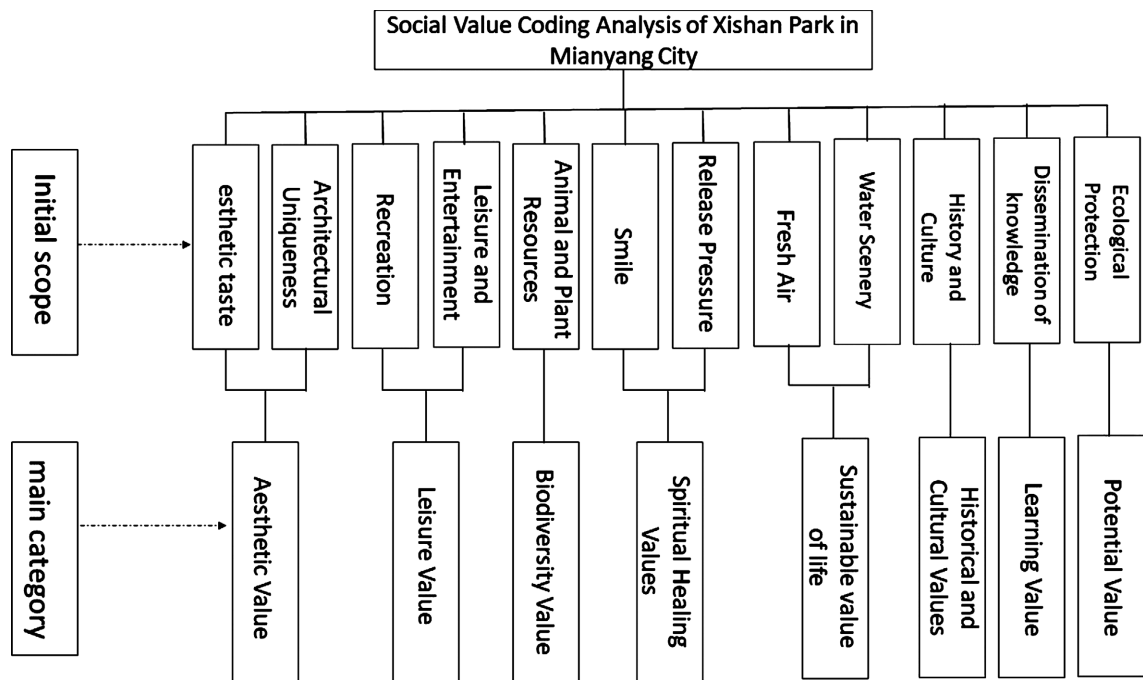 Social Value Coding Analysis of Xishan Park in
Mianyang City
Initial scope
esthetic taste
Architectural
Uniqueness
Recreation
Leisure and
Entertainment
Animal and Plant
Resources
Smile
Release Pressure
Fresh Air
Water Scenery
History and
Culture
Dissemination of
knowledge
Ecological
Protection
main category
Aesthetic Value
Leisure Value
Biodiversity Value
Spiritual Healing
Values
Sustainable value
of life
Historical and
Cultural Values
Learning Value
Potential Value